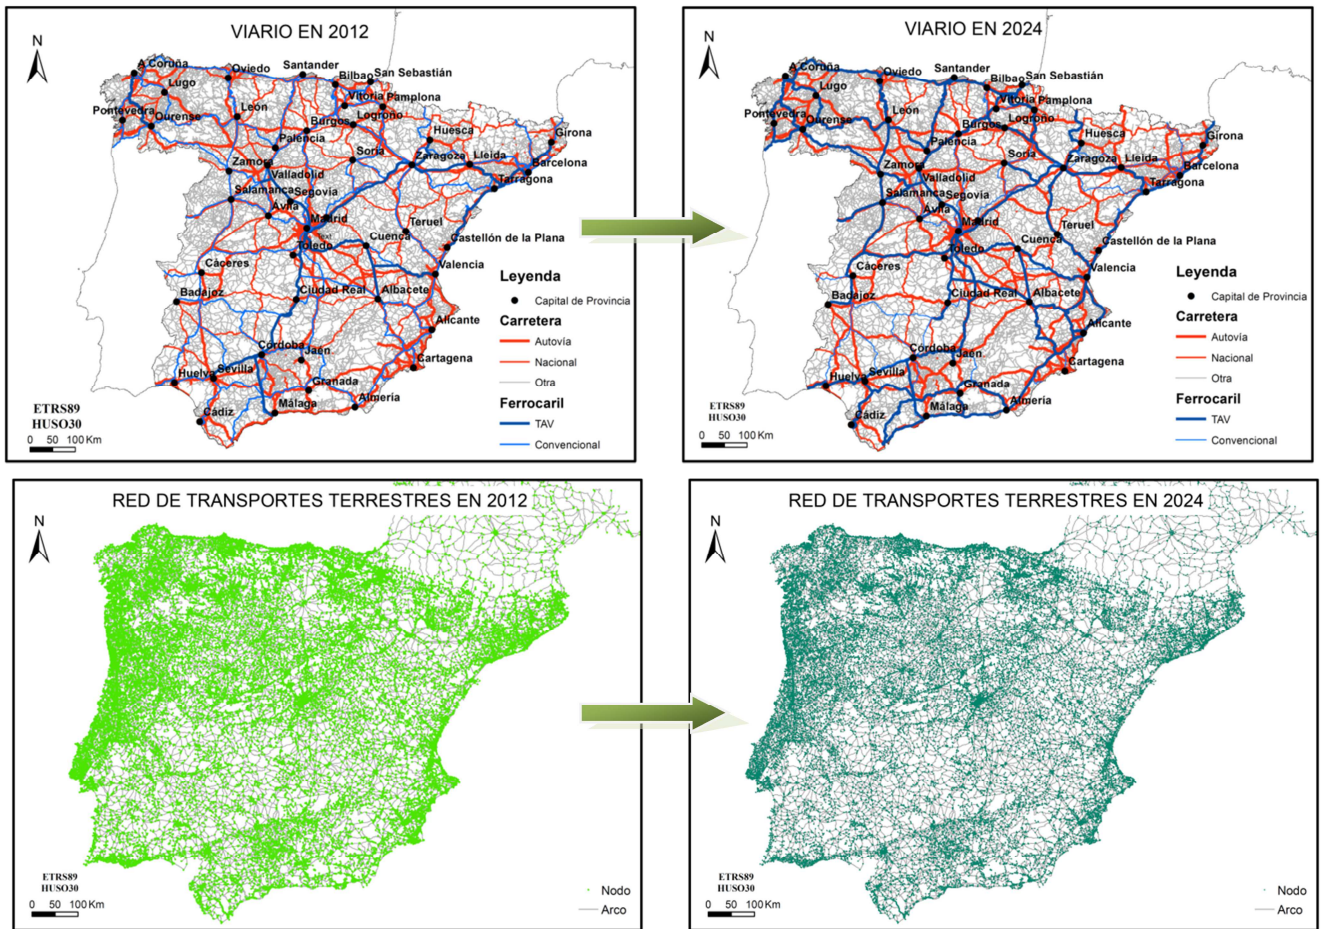 VIARIO EN 2012
N
A Coruña
Oviedo
Santander
Bilbao
San Sebastián
Lugo
Vitoria
Pamplona
Pontevedra
León
Ourense
Burgos
Logroño
Huesca
Girona
Palencia
Soria
Zaragoza
Lleida
Barcelona
Zamora
Valladolid
Tarragona
Salamanca
Segovia
Ávila
Madrid
Teruel
Toledo
Cuenca
Castellón de la Plana
Cáceres
Valencia
Badajoz
Ciudad Real
Albacete
Alicante
Córdoba
Jaén
Cartagena
Huelva
Sevilla
Granada
Almería
Málaga
Cádiz
Leyenda
Capital de Provincia
Carretera
Autovía
Nacional
Otra
Ferrocaril
TAV
Convencional
ETRS89
HUSO30
0 50 100 Km
VIARIO EN 2024
N
A Coruña
Oviedo
Santander
Bilbao
San Sebastián
Lugo
Vitoria
Pamplona
Pontevedra
León
Ourense
Burgos
Logroño
Huesca
Girona
Palencia
Soria
Zaragoza
Lleida
Barcelona
Zamora
Valladolid
Tarragona
Salamanca
Segovia
Ávila
Madrid
Teruel
Toledo
Cuenca
Castellón de la Plana
Cáceres
Valencia
Badajoz
Ciudad Real
Albacete
Alicante
Córdoba
Jaén
Cartagena
Huelva
Sevilla
Granada
Almería
Málaga
Cádiz
Leyenda
Capital de Provincia
Carretera
Autovía
Nacional
Otra
Ferrocaril
TAV
Convencional
ETRS89
HUSO30
0 50 100 Km
RED DE TRANSPORTES TERRESTRES EN 2012
N
ETRS89
HUSO30
0 50 100 Km
Nodo
Arco
RED DE TRANSPORTES TERRESTRES EN 2024
N
ETRS89
HUSO30
0 50 100 Km
Nodo
Arco